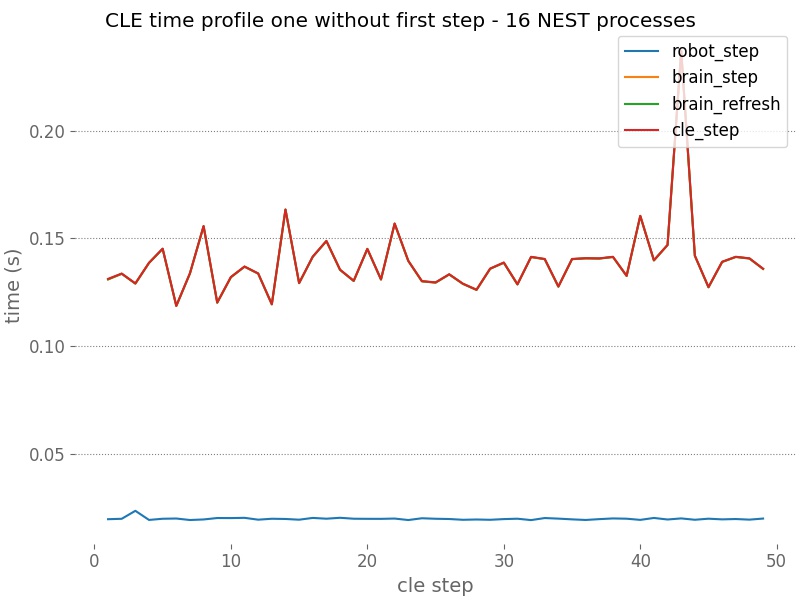 CLE time profile one without first step - 16 NEST processes
robot_step
brain_step
brain_refresh
cle_step
0.20
0.15
0.10
0.05
time (s)
0 10 20 30 40 50
cle step